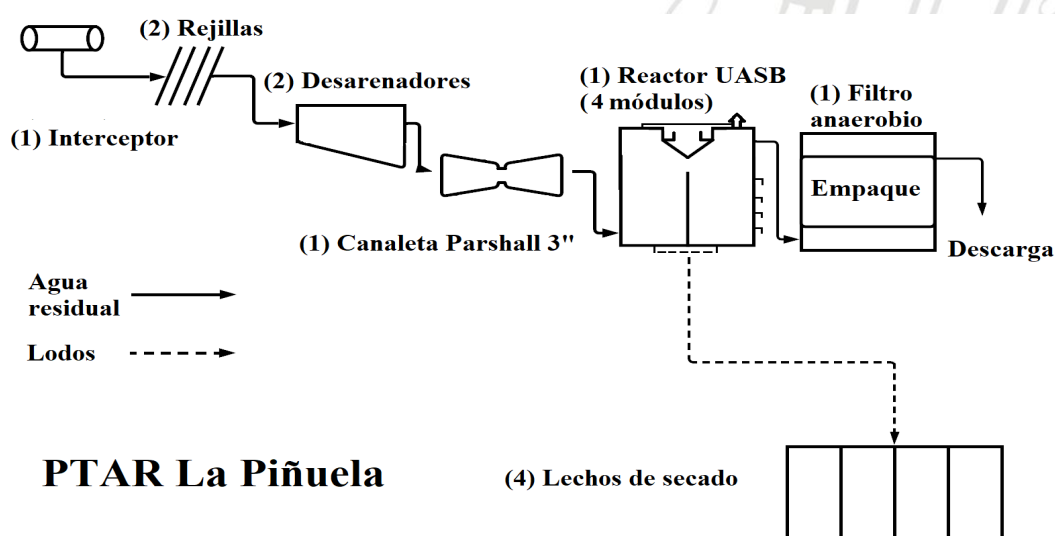 (2) Rejillas
(1) Interceptor
(2) Desarenadores
(1) Canaleta Parshall 3"
(1) Reactor UASB
(4 módulos)
(1) Filtro
anaerobio
Empaque
Descarga
Agua
residual
Lodos
PTAR La Piñuela
(4) Lechos de secado